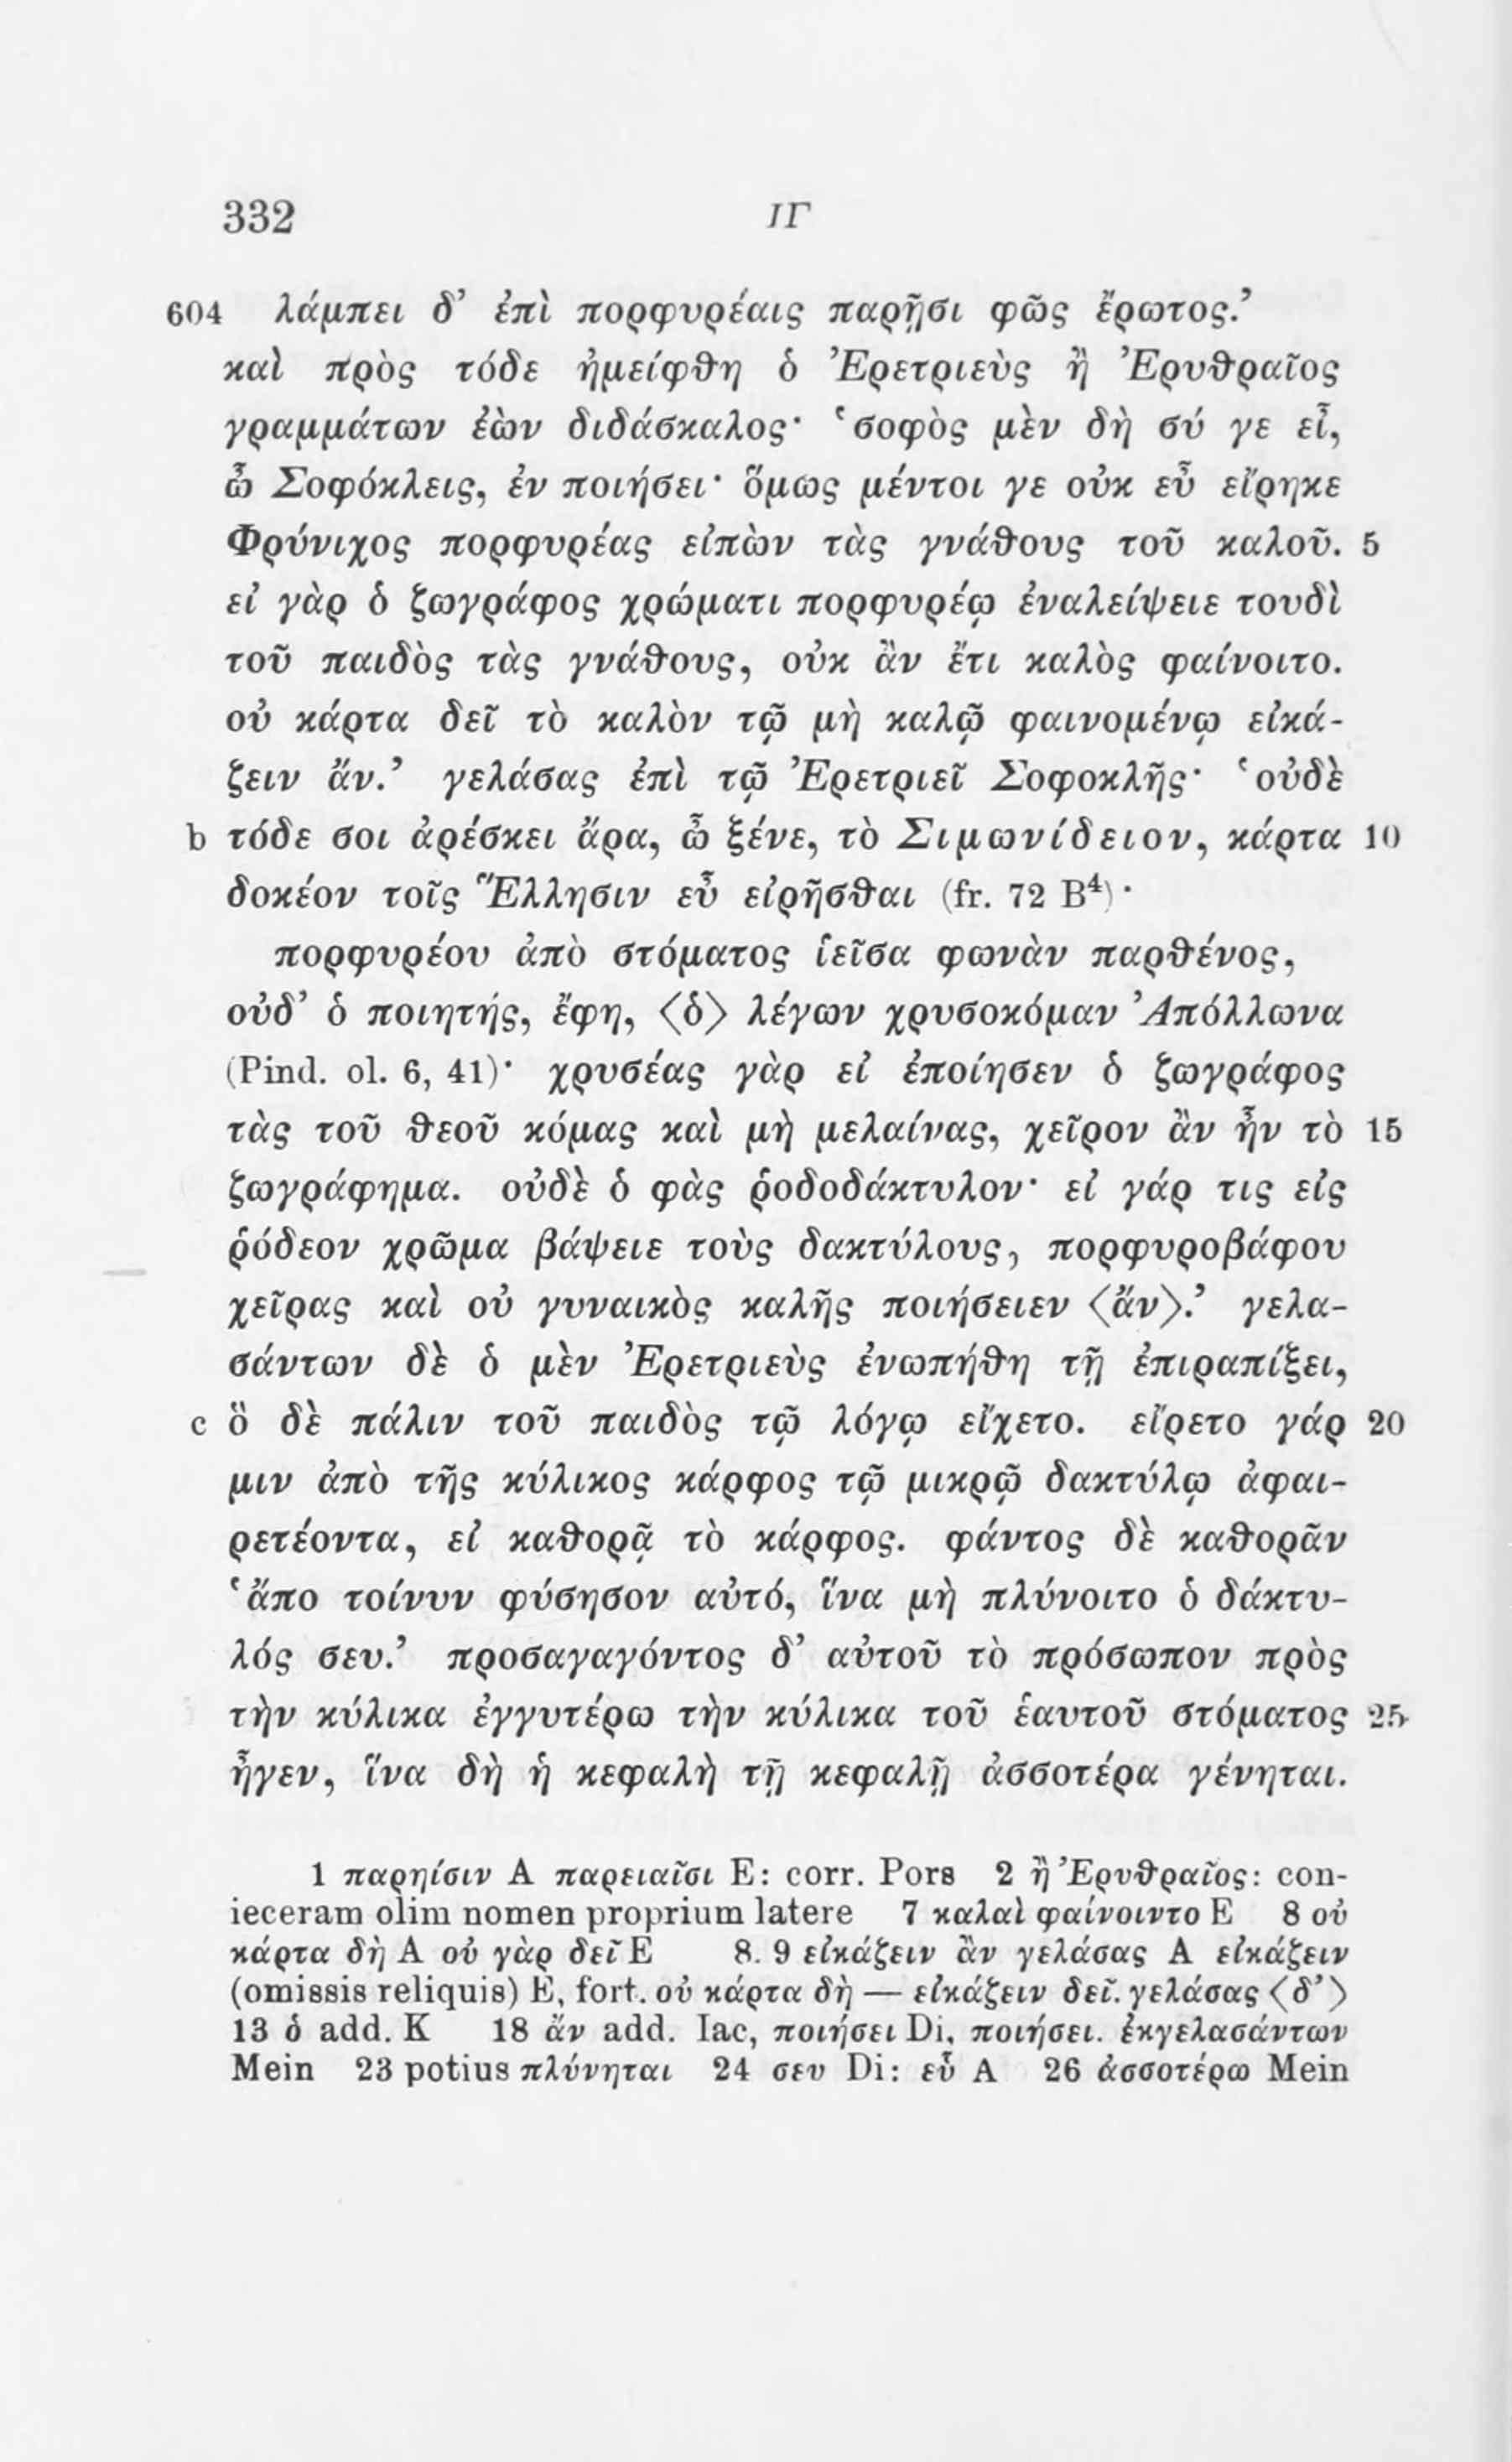 332 ΙΓ
604 λάμπει δ’ ἐπὶ πορφυρέαις παρῇσι φῶς ἔρωτος.’
καὶ πρὸς τόδε ἠμείφθη ὁ Ἐρετριεὺς ἢ Ἐρυθραῖος
γραμμάτων ἐὼν διδάσκαλος· ‘σοφὸς μὲν δὴ σύ γε εἶ,
ὦ Σοφόκλεις, ἐν ποιήσει· ὅμως μέντοι γε οὐκ εὖ εἴρηκε
Φρύνιχος πορφυρέας εἰπὼν τὰς γνάθους τοῦ καλοῦ. 5
εἰ γὰρ ὁ ζωγράφος χρώματι πορφυρέῳ ἐναλείψειε τουδὶ
τοῦ παιδὸς τὰς γνάθους, οὐκ ἂν ἔτι καλὸς φαίνοιτο.
οὐ κάρτα δεῖ τὸ καλὸν τῷ μὴ καλῷ φαινομένῳ εἰκά-
ζειν ἄν.’ γελάσας ἐπὶ τῷ Ἐρετριεῖ Σοφοκλῆς· ‘οὐδὲ
b τόδε σοι ἀρέσκει ἄρα, ὦ ξένε, τὸ Σιμωνίδειον, κάρτα 10
δοκέον τοῖς Ἕλλησιν εὖ εἰρῆσθαι (fr. 72 B⁴)·
πορφυρέου ἀπὸ στόματος ἱεῖσα φωνὰν παρθένος,
οὐδ’ ὁ ποιητής, ἔφη, <ὁ> λέγων χρυσοκόμαν Ἀπόλλωνα
(Pind. ol. 6, 41)· χρυσέας γὰρ εἰ ἐποίησεν ὁ ζωγράφος
τὰς τοῦ θεοῦ κόμας καὶ μὴ μελαίνας, χεῖρον ἂν ἦν τὸ 15
ζωγράφημα. οὐδὲ ὁ φὰς ῥοδοδάκτυλον· εἰ γάρ τις εἰς
ῥόδεον χρῶμα βάψειε τοὺς δακτύλους, πορφυροβάφου
χεῖρας καὶ οὐ γυναικὸς καλῆς ποιήσειεν <ἄν>.’ γελα-
σάντων δὲ ὁ μὲν Ἐρετριεὺς ἐνωπήθη τῇ ἐπιραπίξει,
c ὃ δὲ πάλιν τοῦ παιδὸς τῷ λόγῳ εἴχετο. εἴρετο γάρ 20
μιν ἀπὸ τῆς κύλικος κάρφος τῷ μικρῷ δακτύλῳ ἀφαι-
ρετέοντα, εἰ καθορᾷ τὸ κάρφος. φάντος δὲ καθορᾶν
‘ἄπο τοίνυν φύσησον αὐτό, ἵνα μὴ πλύνοιτο ὁ δάκτυ-
λός σευ.’ προσαγαγόντος δ’ αὐτοῦ τὸ πρόσωπον πρὸς
τὴν κύλικα ἐγγυτέρω τὴν κύλικα τοῦ ἑαυτοῦ στόματος 25
ἦγεν, ἵνα δὴ ἡ κεφαλὴ τῇ κεφαλῇ ἀσσοτέρα γένηται.
1 παρηίσιν A παρειαῖσι E: corr. Pors 2 ἢ Ἐρυθραῖος: con-
ieceram olim nomen proprium latere 7 καλαὶ φαίνοιντο E 8 οὐ
κάρτα δὴ A οὐ γὰρ δεῖ E 8. 9 εἰκάζειν ἂν γελάσας A εἰκάζειν
(omissis reliquis) E, fort. οὐ κάρτα δὴ — εἰκάζειν δεῖ. γελάσας <δ’>
13 ὁ add. K 18 ἄν add. Iac, ποιήσει Di, ποιήσει. ἐκγελασάντων
Mein 23 potius πλύνηται 24 σευ Di: εὖ A 26 ἀσσοτέρω Mein